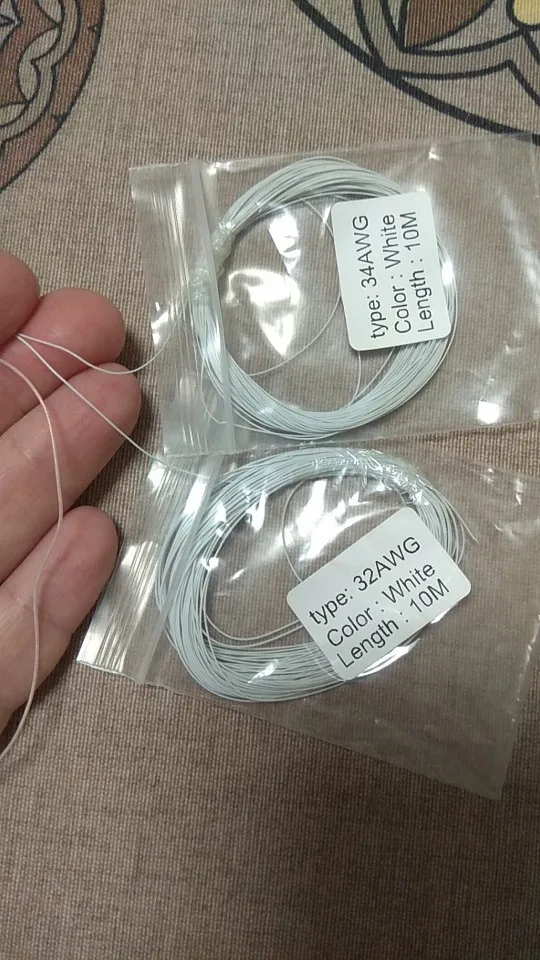 type: 34AWG
Color : White
Length : 10M
type: 32AWG
Color : White
Length : 10M